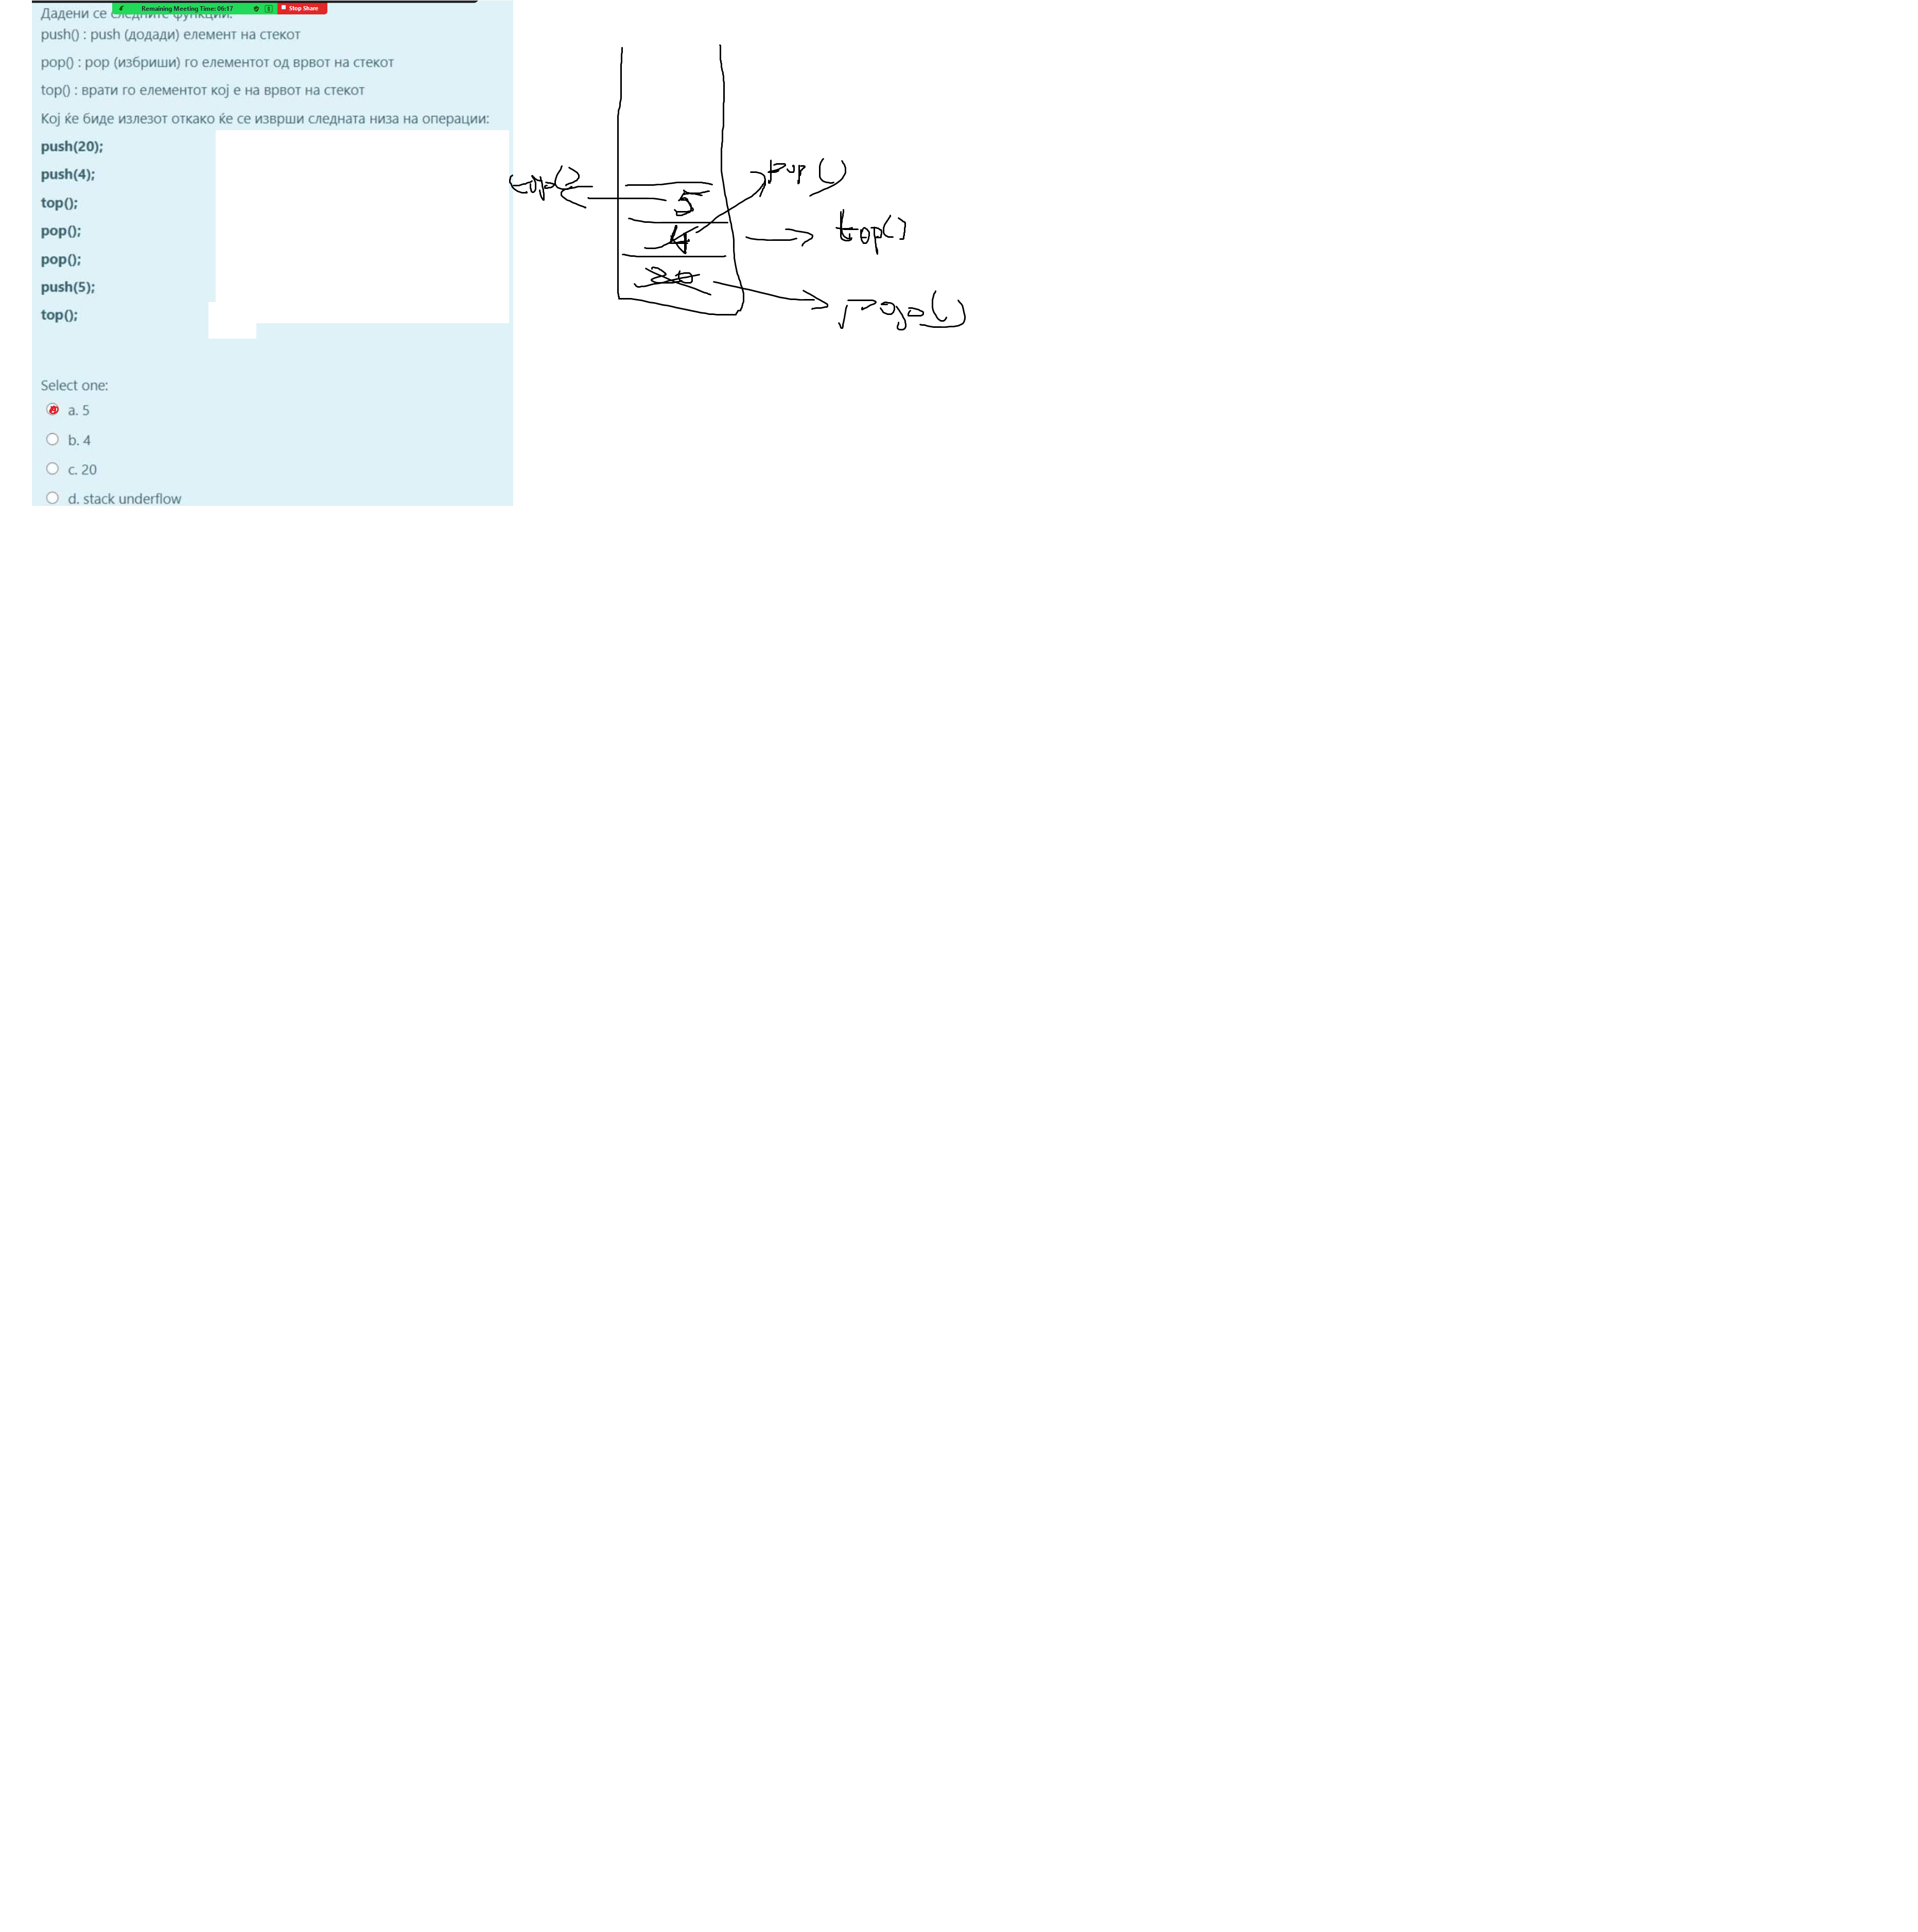 Remaining Meeting Time: 06:17 Stop Share
Дадени се следните функции:
push() : push (додади) елемент на стекот
pop() : pop (избриши) го елементот од врвот на стекот
top() : врати го елементот кој е на врвот на стекот
Кој ќе биде излезот откако ќе се изврши следната низа на операции:
push(20);
push(4);
top();
pop();
pop();
push(5);
top();
Select one:
a. 5
b. 4
c. 20
d. stack underflow
top()
5
pop()
4
top()
20
pop()